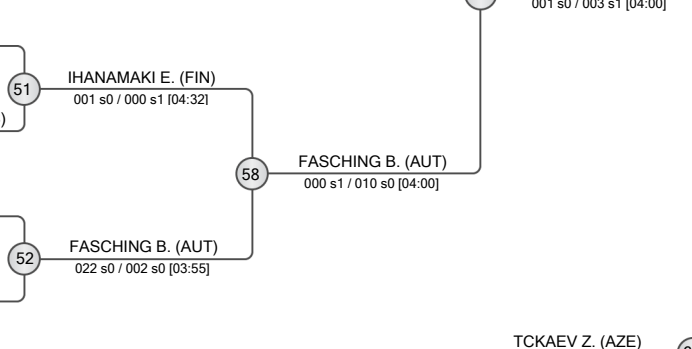 001 s0 / 003 s1 [04:00]
51
IHANAMAKI E. (FIN)
001 s0 / 000 s1 [04:32]
)
58
FASCHING B. (AUT)
000 s1 / 010 s0 [04:00]
52
FASCHING B. (AUT)
022 s0 / 002 s0 [03:55]
TCKAEV Z. (AZE)